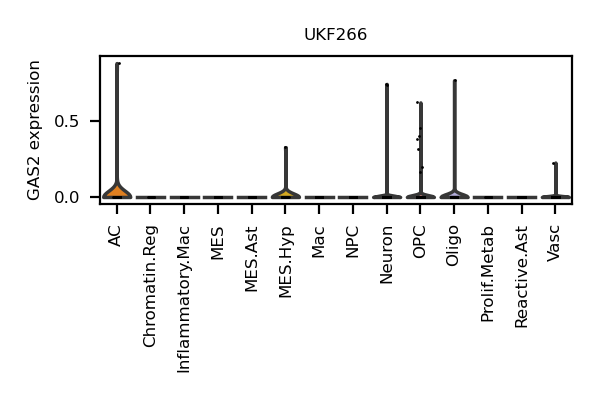 UKF266
GAS2 expression
0.5
0.0
AC
Chromatin.Reg
Inflammatory.Mac
MES
MES.Ast
MES.Hyp
Mac
NPC
Neuron
OPC
Oligo
Prolif.Metab
Reactive.Ast
Vasc